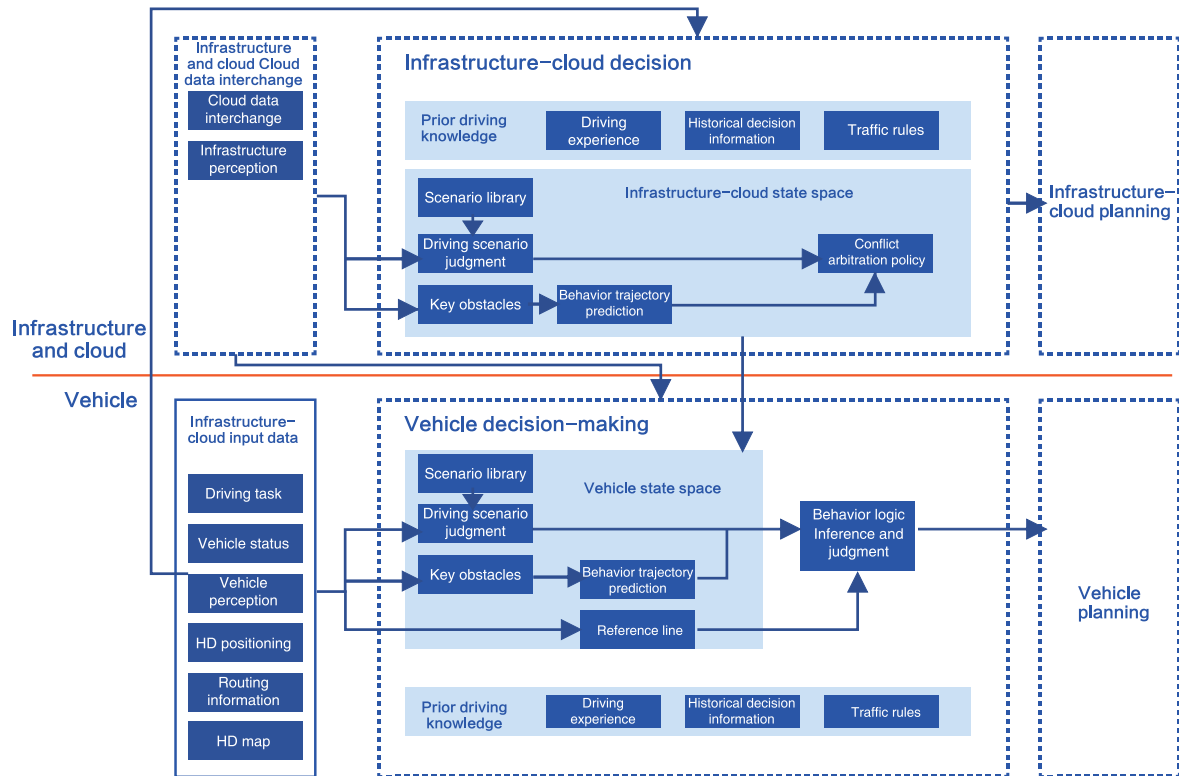 Infrastructure
and cloud Cloud
data interchange
Cloud data
interchange
Infrastructure
perception
Infrastructure−cloud decision
Prior driving
knowledge
Driving
experience
Historical decision
information
Traffic rules
Infrastructure−cloud state space
Scenario library
Driving scenario
judgment
Conflict
arbitration policy
Key obstacles
Behavior trajectory
prediction
Infrastructure−
cloud planning
Infrastructure
and cloud
Vehicle
Infrastructure−
cloud input data
Driving task
Vehicle status
Vehicle
perception
HD positioning
Routing
information
HD map
Vehicle decision−making
Scenario library
Vehicle state space
Driving scenario
judgment
Key obstacles
Behavior trajectory
prediction
Reference line
Behavior logic
Inference and
judgment
Prior driving
knowledge
Driving
experience
Historical decision
information
Traffic rules
Vehicle
planning